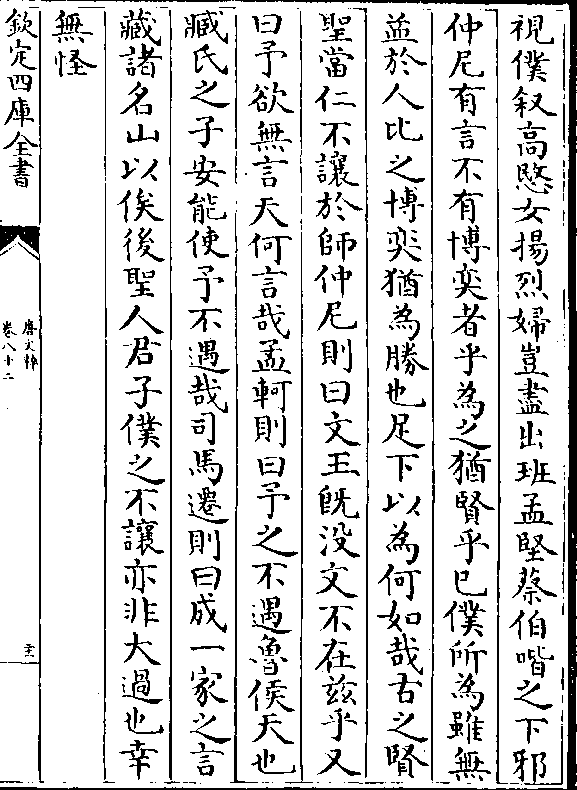 視僕叙高愍女揚烈婦豈盡出班孟堅蔡伯喈之下邪
仲尼有言不有博奕者乎為之猶賢乎已僕所為雖無
益於人比之博奕猶為勝也足下以為何如哉古之賢
聖當仁不讓於師仲尼則曰文王既没文不在兹乎又
曰予欲無言天何言哉孟軻則曰予之不遇魯侯天也
臧氏之子安能使予不遇哉司馬遷則曰成一家之言
藏諸名山以俟後聖人君子僕之不讓亦非大過也幸
無怪
欽定四庫全書
唐文粹
卷八十二